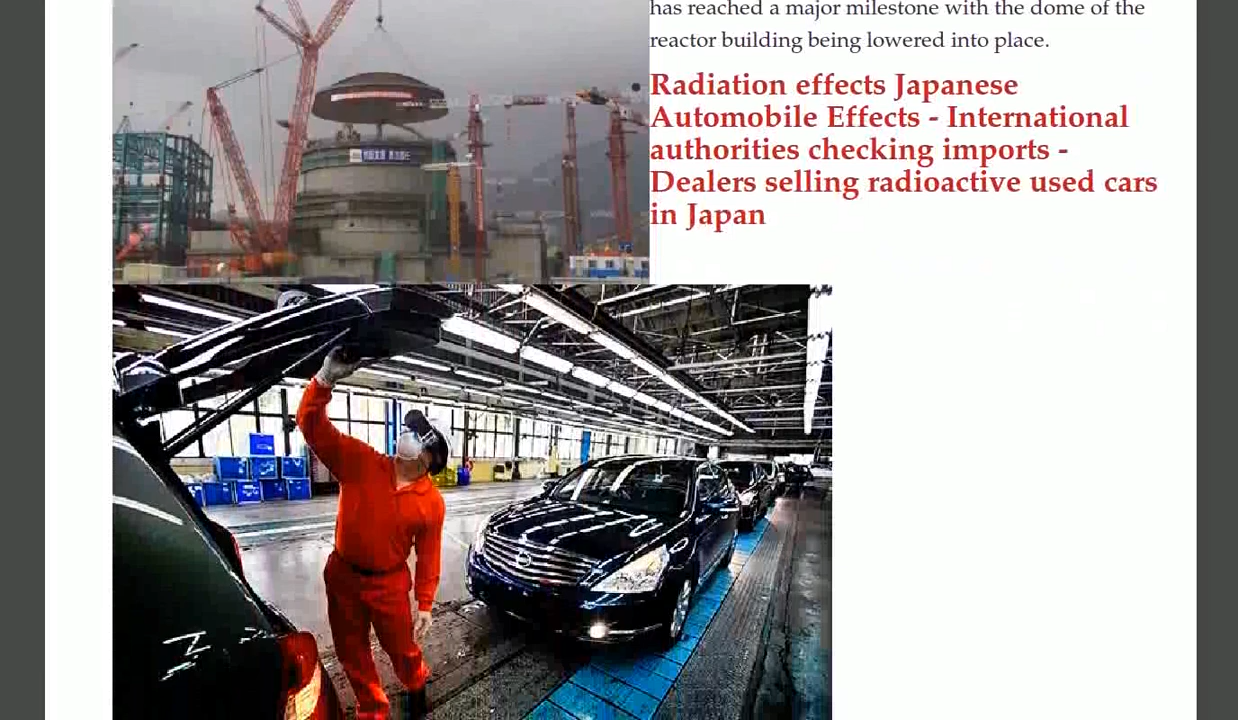 has reached a major milestone with the dome of the
reactor building being lowered into place.
Radiation effects Japanese
Automobile Effects - International
authorities checking imports -
Dealers selling radioactive used cars
in Japan